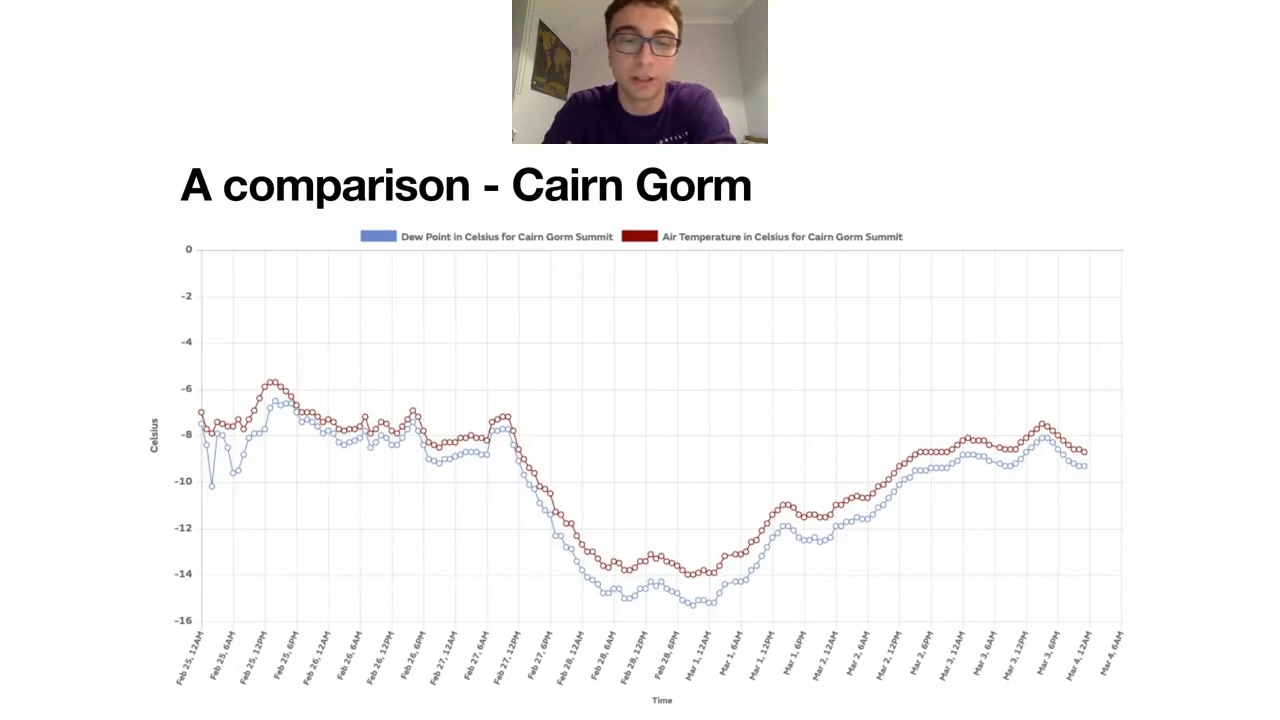 A comparison - Cairn Gorm
Dew Point in Celsius for Cairn Gorm Summit
Air Temperature in Celsius for Cairn Gorm Summit
0
-2
-4
-6
-8
-10
-12
-14
-16
Celsius
Feb 25, 12AM
Feb 25, 6AM
Feb 25, 12PM
Feb 25, 6PM
Feb 26, 12AM
Feb 26, 6AM
Feb 26, 12PM
Feb 26, 6PM
Feb 27, 12AM
Feb 27, 6AM
Feb 27, 12PM
Feb 27, 6PM
Feb 28, 12AM
Feb 28, 6AM
Feb 28, 12PM
Feb 28, 6PM
Mar 1, 12AM
Mar 1, 6AM
Mar 1, 12PM
Mar 1, 6PM
Mar 2, 12AM
Mar 2, 6AM
Mar 2, 12PM
Mar 2, 6PM
Mar 3, 12AM
Mar 3, 6AM
Mar 3, 12PM
Mar 3, 6PM
Mar 4, 12AM
Mar 4, 6AM
Time